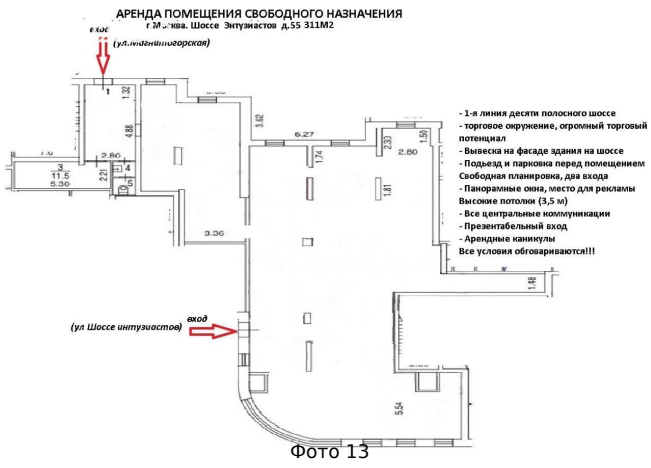 АРЕНДА ПОМЕЩЕНИЯ СВОБОДНОГО НАЗНАЧЕНИЯ
г.Москва. Шоссе Энтузиастов д.55 311М2
вход
(ул.Магнитогорская)
1
1.32
4.88
2.80
3
11.5
5.30
2.21
4
5
3.36
3.62
6.27
1.74
2.30
1.50
2.80
1.81
1.48
5.54
- 1-я линия десяти полосного шоссе
- торговое окружение, огромный торговый
потенциал
- Вывеска на фасаде здания на шоссе
- Подьезд и парковка перед помещением
Свободная планировка, два входа
- Панорамные окна, место для рекламы
Высокие потолки (3,5 м)
- Все центральные коммуникации
- Презентабельный вход
- Арендные каникулы
Все условия обговариваются!!!
вход
(ул Шоссе интузиастов)
Фото 13